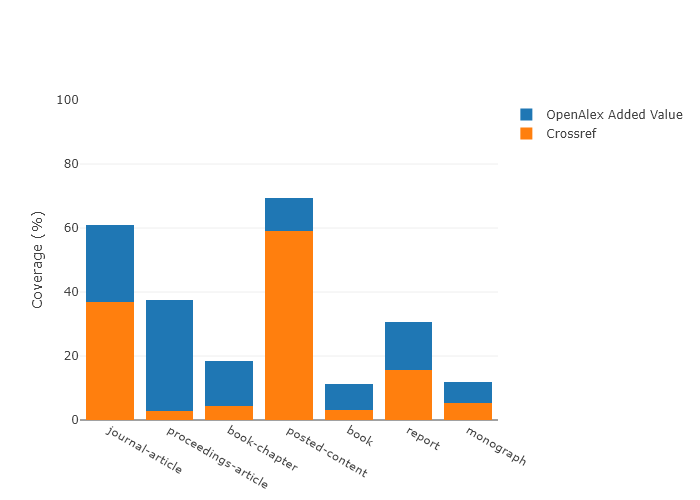 100
80
60
40
20
0
Coverage (%)
journal-article
proceedings-article
book-chapter
posted-content
book
report
monograph
OpenAlex Added Value
Crossref